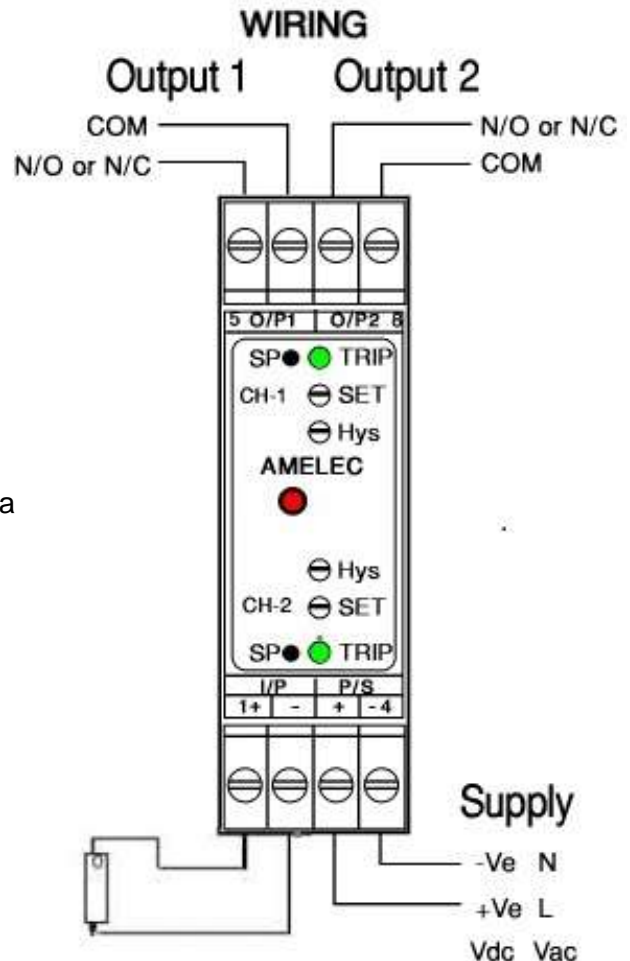 WIRING
Output 1 Output 2
COM N/O or N/C
N/O or N/C COM
5 O/P1 O/P2 8
SP TRIP
CH-1 SET
Hys
AMELEC
a
Hys
CH-2 SET
SP TRIP
I/P P/S
1+ - + -4
Supply
-Ve N
+Ve L
Vdc Vac